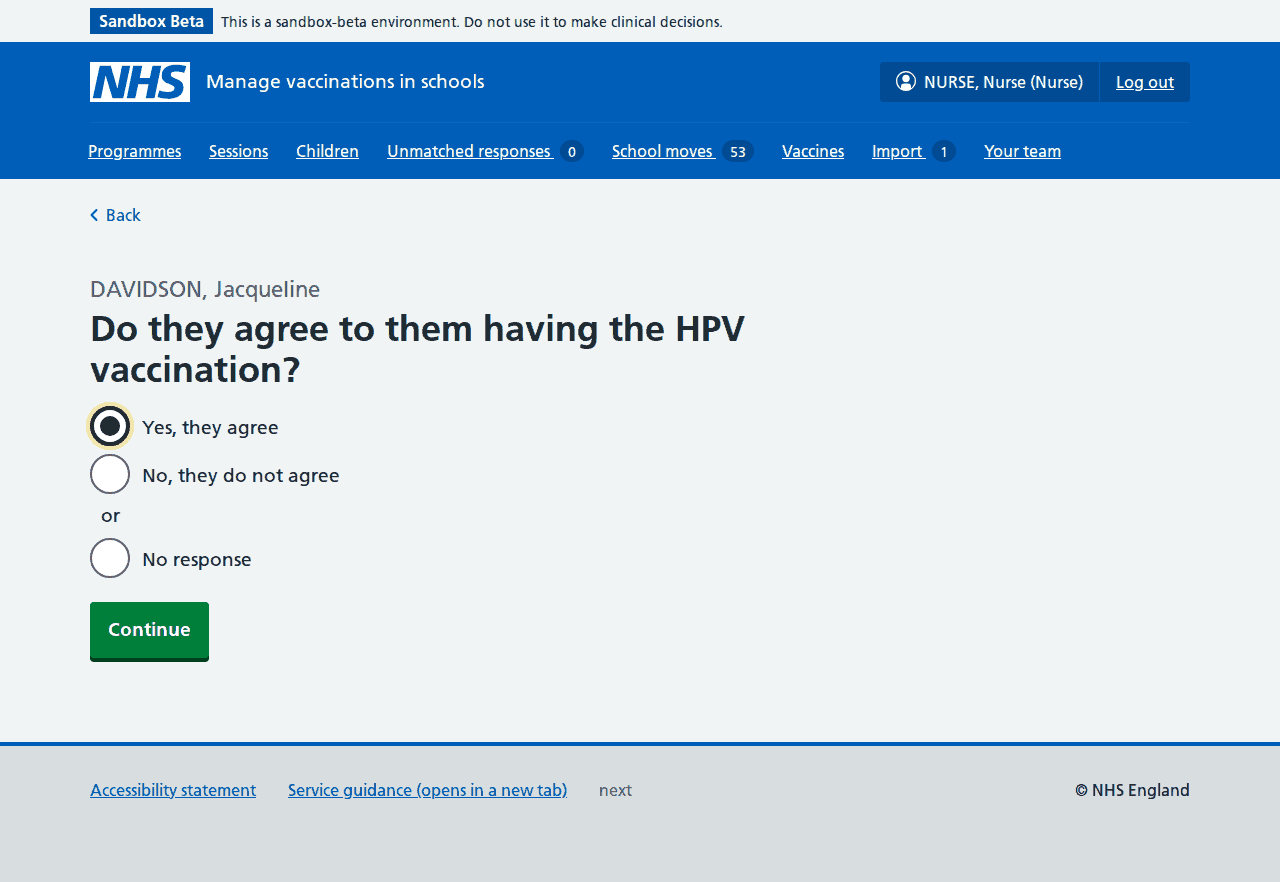 Sandbox Beta This is a sandbox-beta environment. Do not use it to make clinical decisions.
NHS Manage vaccinations in schools NURSE, Nurse (Nurse) Log out
Programmes Sessions Children Unmatched responses 0 School moves 53 Vaccines Import 1 Your team
Back
DAVIDSON, Jacqueline
Do they agree to them having the HPV
vaccination?
Yes, they agree
No, they do not agree
or
No response
Continue
Accessibility statement Service guidance (opens in a new tab) next © NHS England